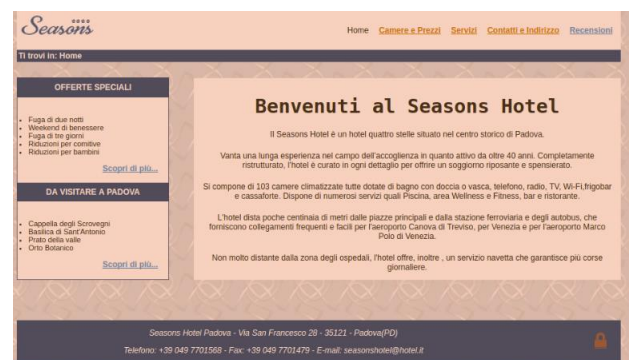 Seasons
Home Camere e Prezzi Servizi Contatti e Indirizzo Recensioni
Ti trovi in: Home
OFFERTE SPECIALI
Fuga di due notti
Weekend di benessere
Fuga di tre giorni
Riduzioni per comitive
Riduzioni per bambini
Scopri di più...
DA VISITARE A PADOVA
Cappella degli Scrovegni
Basilica di Sant'Antonio
Prato della valle
Orto Botanico
Scopri di più...
Benvenuti al Seasons Hotel
Il Seasons Hotel è un hotel quattro stelle situato nel centro storico di Padova.
Vanta una lunga esperienza nel campo dell'accoglienza in quanto attivo da oltre 40 anni. Completamente
ristrutturato, l'hotel è curato in ogni dettaglio per offrire un soggiorno riposante e spensierato.
Si compone di 103 camere climatizzate tutte dotate di bagno con doccia o vasca, telefono, radio, TV, Wi-Fi,frigobar
e cassaforte. Dispone di numerosi servizi quali Piscina, area Wellness e Fitness, bar e ristorante.
L'hotel dista poche centinaia di metri dalle piazze principali e dalla stazione ferroviaria e degli autobus, che
forniscono collegamenti frequenti e facili per l'aeroporto Canova di Treviso, per Venezia e per l'aeroporto Marco
Polo di Venezia.
Non molto distante dalla zona degli ospedali, l'hotel offre, inoltre , un servizio navetta che garantisce più corse
giornaliere.
Seasons Hotel Padova - Via San Francesco 28 - 35121 - Padova(PD)
Telefono: +39 049 7701568 - Fax: +39 049 7701479 - E-mail: seasonshotel@hotel.it